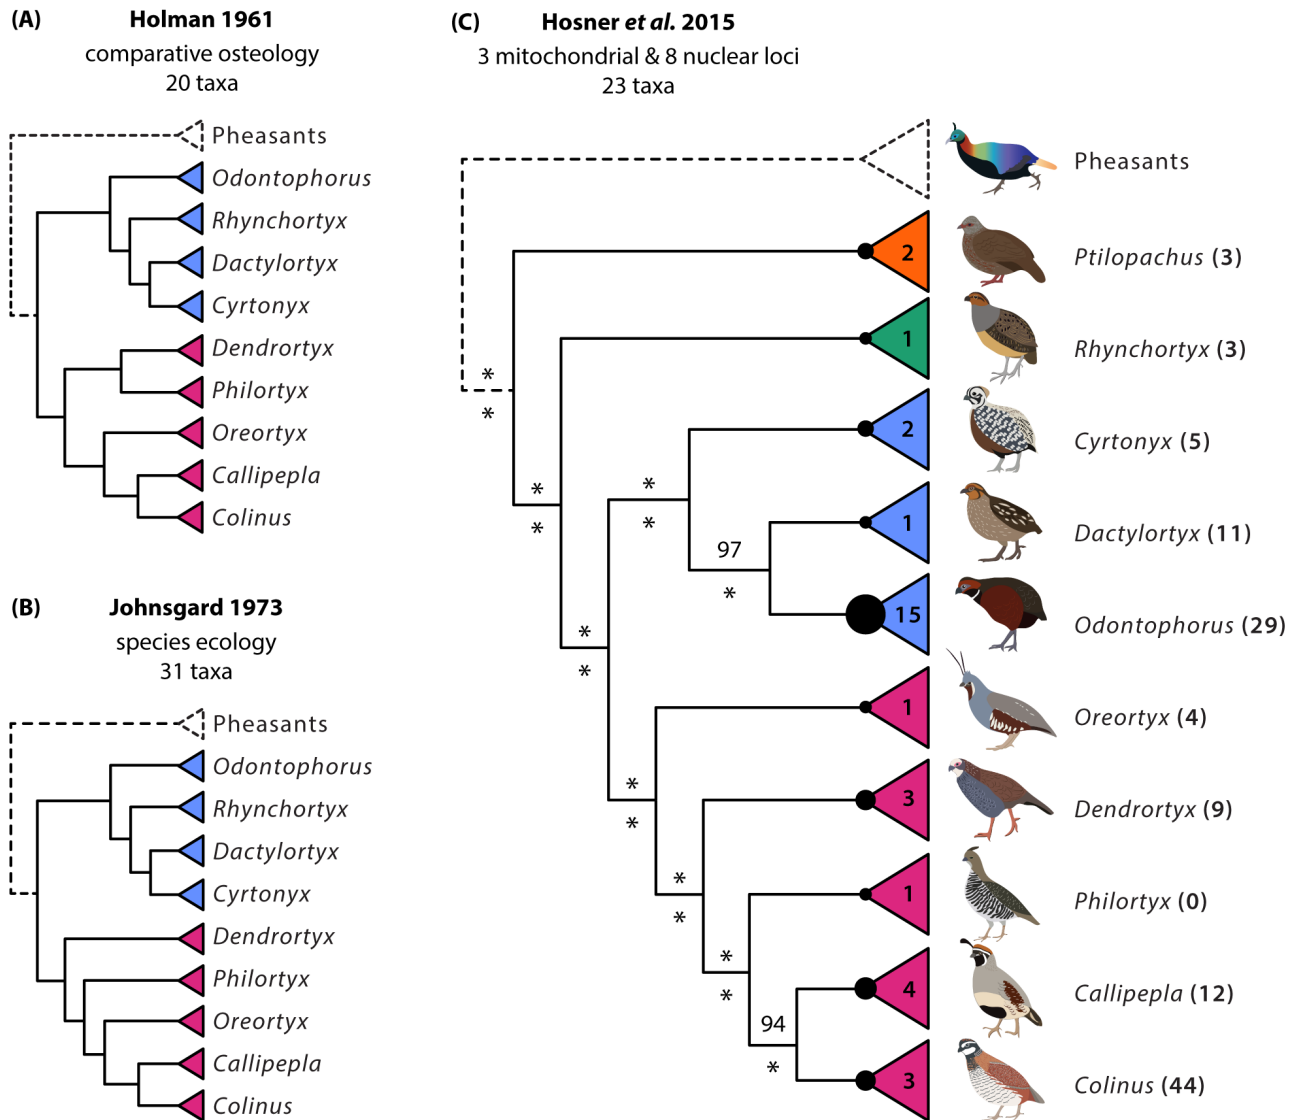 (A)
Holman 1961
comparative osteology
20 taxa
Pheasants
Odontophorus
Rhynchortyx
Dactylortyx
Cyrtonyx
Dendrortyx
Philortyx
Oreortyx
Callipepla
Colinus
(B)
Johnsgard 1973
species ecology
31 taxa
Pheasants
Odontophorus
Rhynchortyx
Dactylortyx
Cyrtonyx
Dendrortyx
Philortyx
Oreortyx
Callipepla
Colinus
(C)
Hosner et al. 2015
3 mitochondrial & 8 nuclear loci
23 taxa
Pheasants
*
*
2
Ptilopachus (3)
*
*
1
Rhynchortyx (3)
*
*
2
Cyrtonyx (5)
*
*
1
Dactylortyx (11)
97
*
15
Odontophorus (29)
1
Oreortyx (4)
*
*
3
Dendrortyx (9)
*
*
1
Philortyx (0)
*
*
4
Callipepla (12)
94
*
3
Colinus (44)